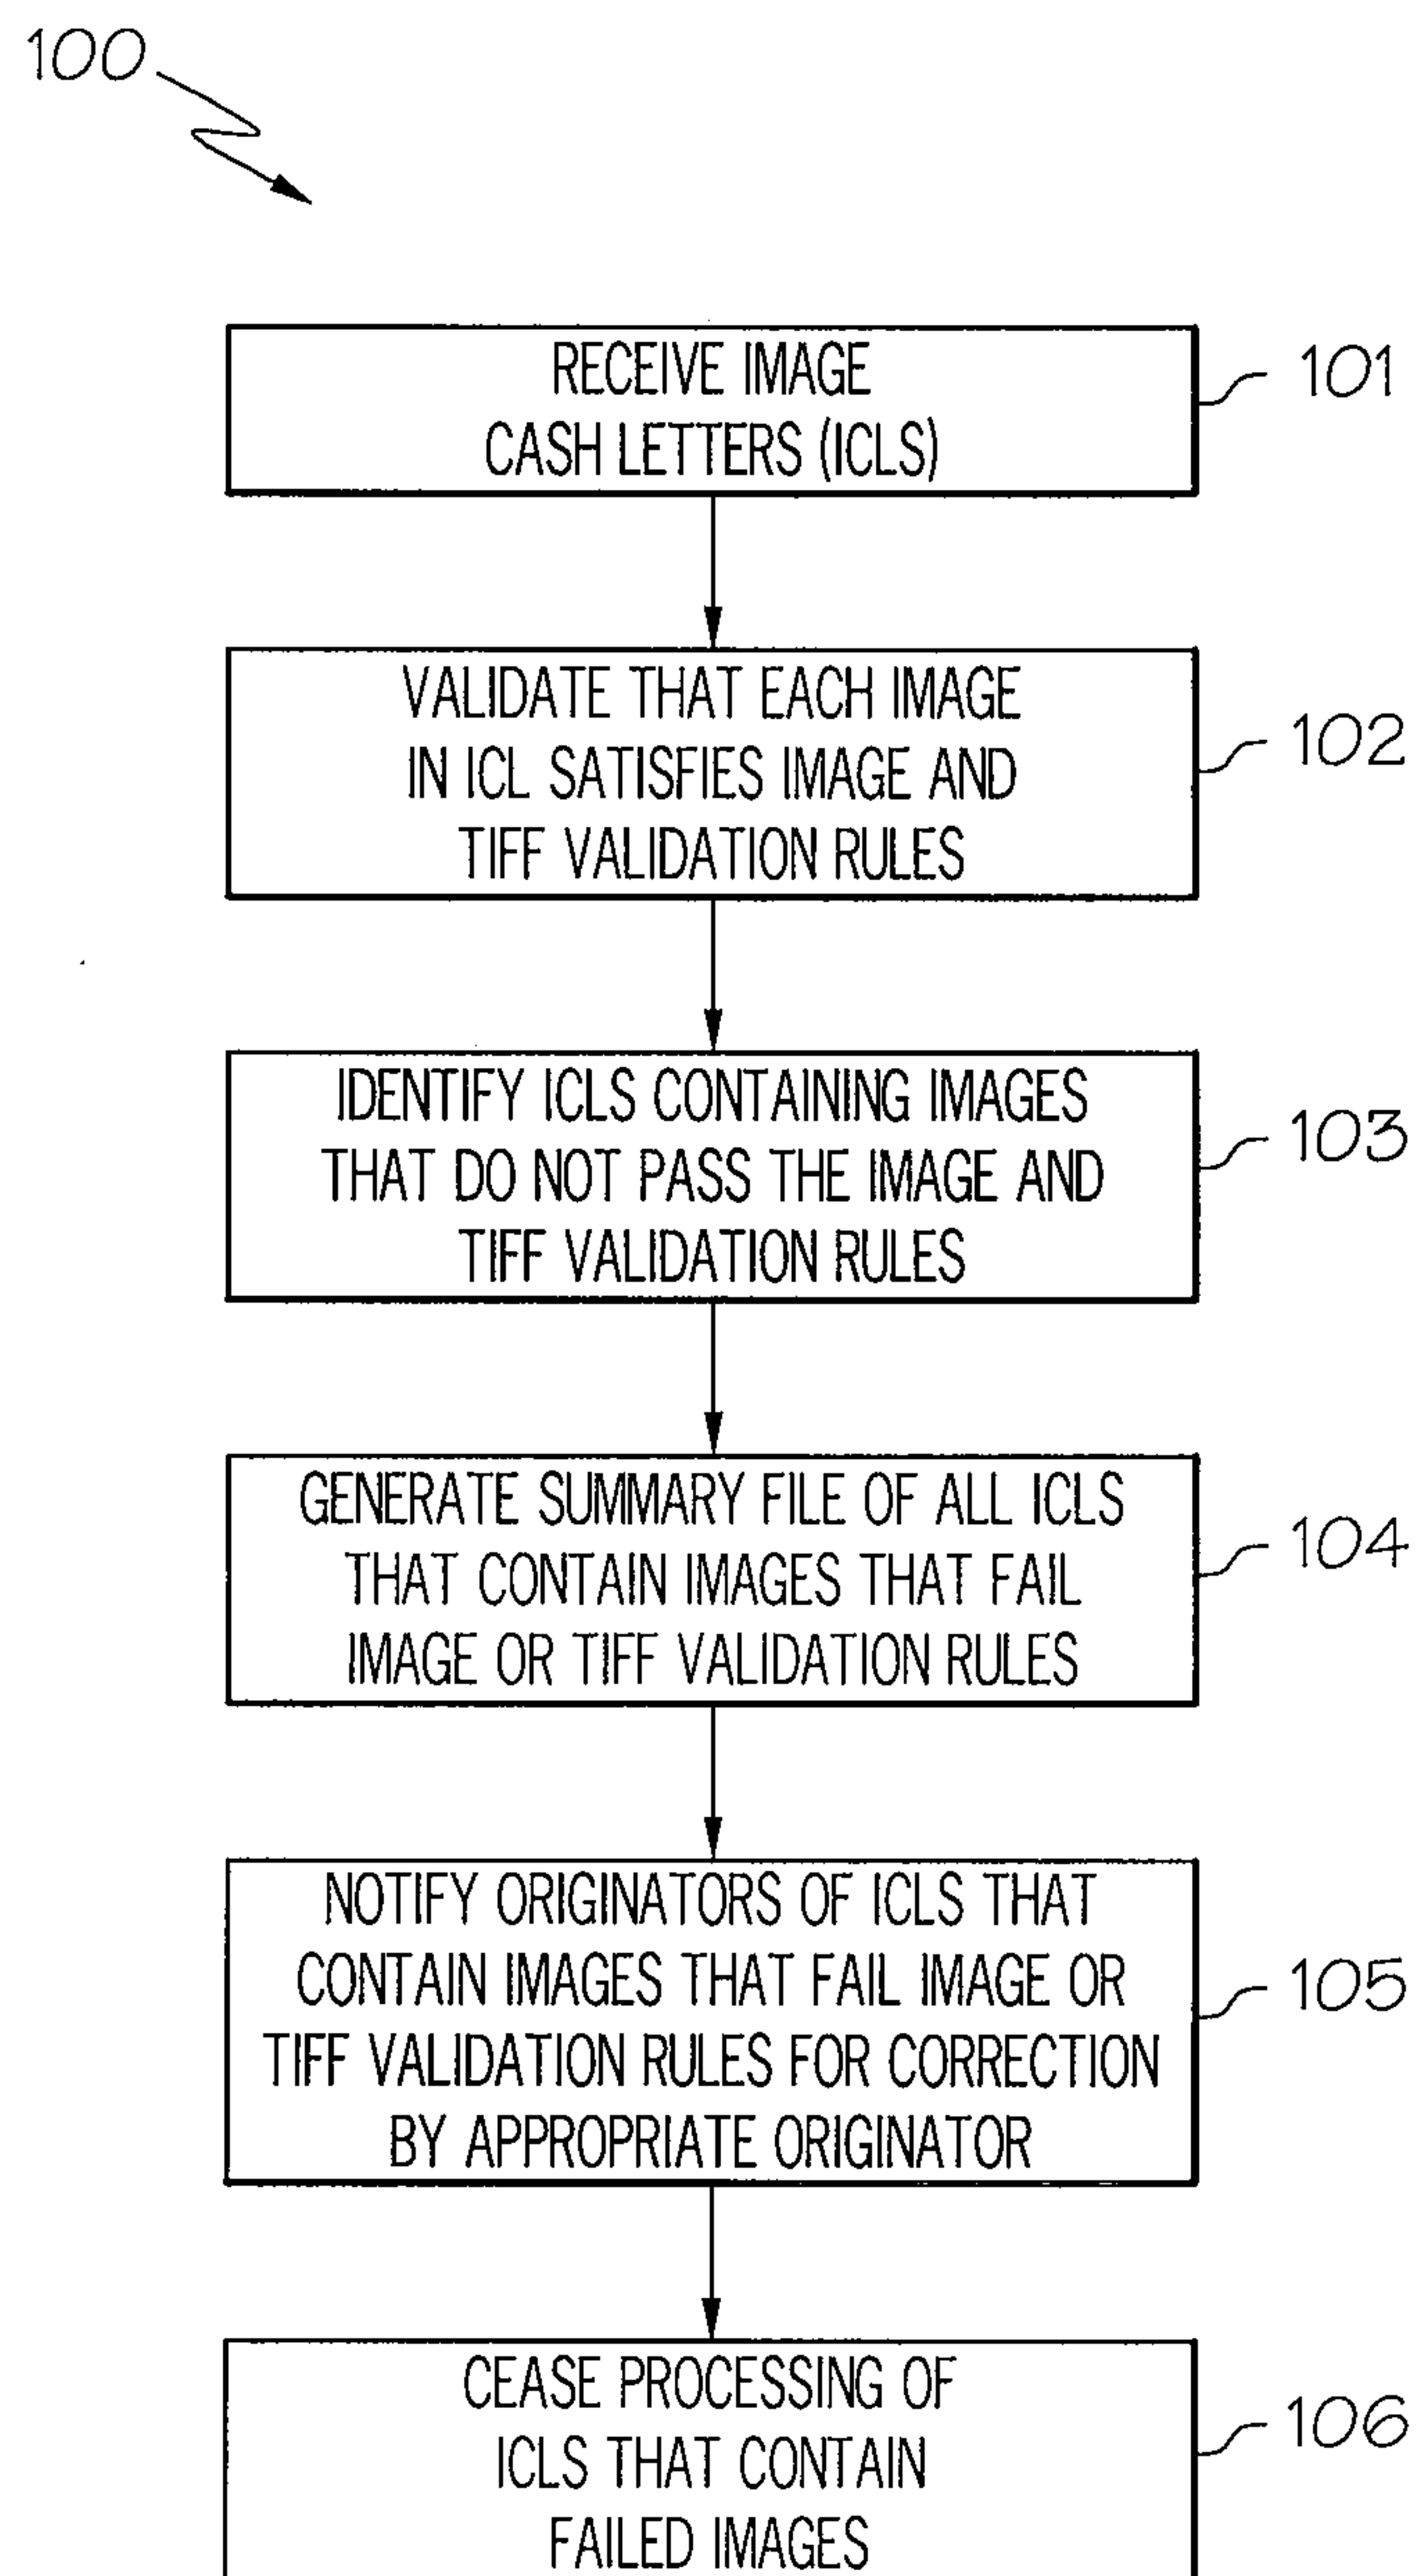 100
RECEIVE IMAGE
CASH LETTERS (ICLS)
101
VALIDATE THAT EACH IMAGE
IN ICL SATISFIES IMAGE AND
TIFF VALIDATION RULES
102
IDENTIFY ICLS CONTAINING IMAGES
THAT DO NOT PASS THE IMAGE AND
TIFF VALIDATION RULES
103
GENERATE SUMMARY FILE OF ALL ICLS
THAT CONTAIN IMAGES THAT FAIL
IMAGE OR TIFF VALIDATION RULES
104
NOTIFY ORIGINATORS OF ICLS THAT
CONTAIN IMAGES THAT FAIL IMAGE OR
TIFF VALIDATION RULES FOR CORRECTION
BY APPROPRIATE ORIGINATOR
105
CEASE PROCESSING OF
ICLS THAT CONTAIN
FAILED IMAGES
106